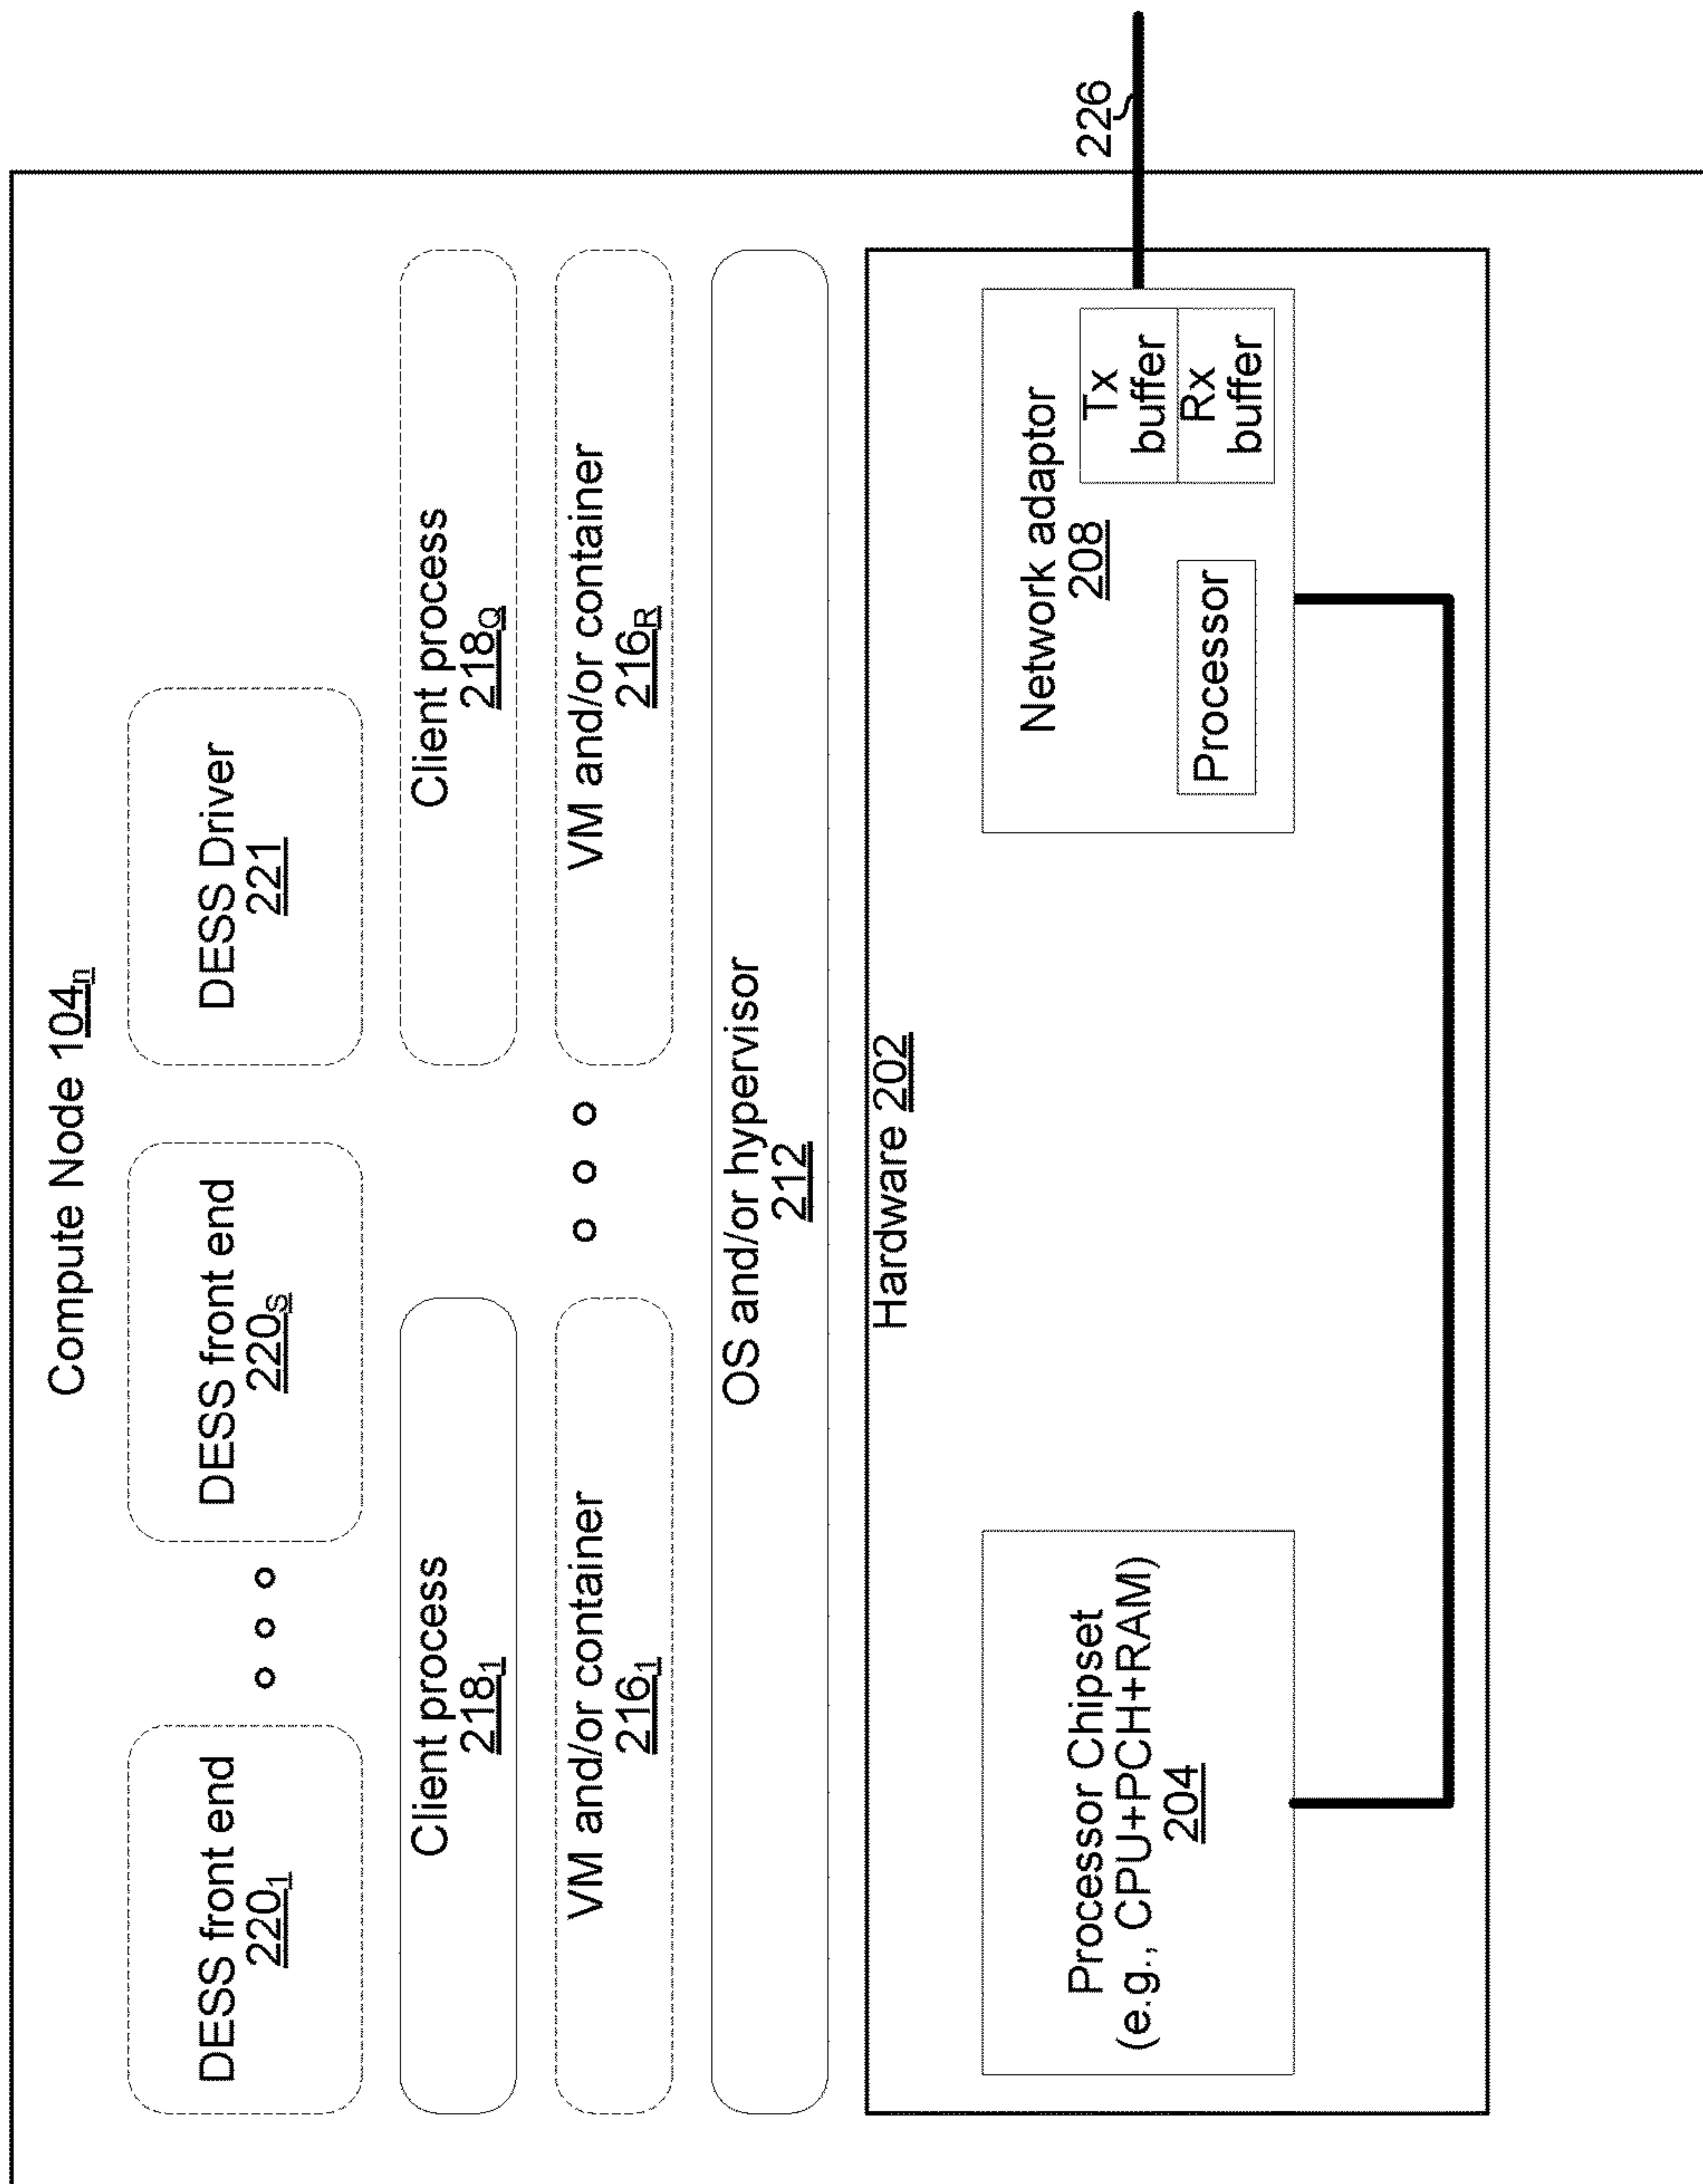 Compute Node 104n
DESS front end
2201
DESS front end
220S
DESS Driver
221
Client process
2181
Client process
218Q
VM and/or container
2161
VM and/or container
216R
OS and/or hypervisor
212
Hardware 202
Processor Chipset
(e.g., CPU+PCH+RAM)
204
Network adaptor
208
Processor
Tx
buffer
Rx
buffer
226